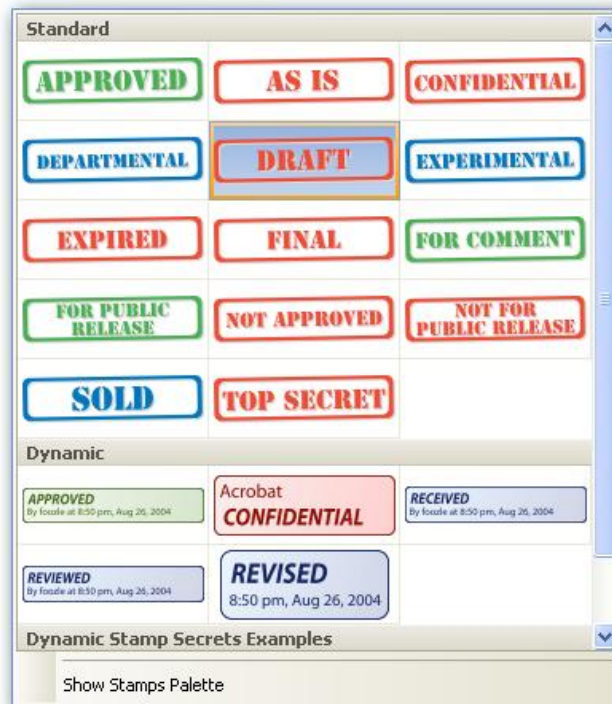 Standard
APPROVED
AS IS
CONFIDENTIAL
DEPARTMENTAL
DRAFT
EXPERIMENTAL
EXPIRED
FINAL
FOR COMMENT
FOR PUBLIC
RELEASE
NOT APPROVED
NOT FOR
PUBLIC RELEASE
SOLD
TOP SECRET
Dynamic
APPROVED
By foozle at 8:50 pm, Aug 26, 2004
Acrobat
CONFIDENTIAL
RECEIVED
By foozle at 8:50 pm, Aug 26, 2004
REVIEWED
By foozle at 8:50 pm, Aug 26, 2004
REVISED
8:50 pm, Aug 26, 2004
Dynamic Stamp Secrets Examples
Show Stamps Palette